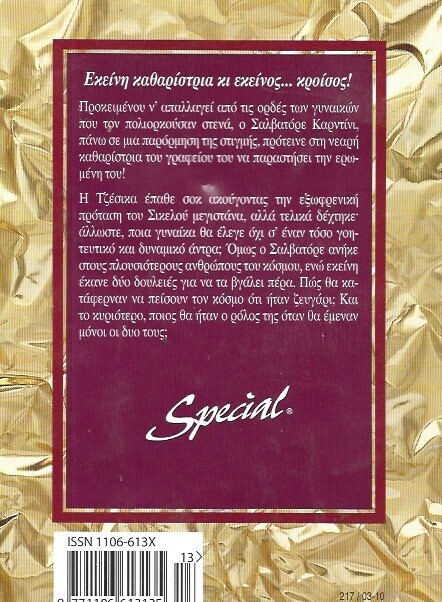 Εκείνη καθαρίστρια κι εκείνος... κροίσος!
Προκειμένου ν' απαλλαγεί από τις ορδές των γυναικών
που τον πολιορκούσαν στενά, ο Σαλβατόρε Καρντίνι,
πάνω σε μια παρόρμηση της στιγμής, πρότεινε στη νεαρή
καθαρίστρια του γραφείου του να παραστήσει την ερω-
μένη του!
Η Τζέσικα έπαθε σοκ ακούγοντας την εξωφρενική
πρόταση του Σικελού μεγιστάνα, αλλά τελικά δέχτηκε·
άλλωστε, ποια γυναίκα θα έλεγε όχι σ' έναν τόσο γοη-
τευτικό και δυναμικό άντρα; Όμως ο Σαλβατόρε ανήκε
στους πλουσιότερους ανθρώπους του κόσμου, ενώ εκείνη
έκανε δύο δουλειές για να τα βγάλει πέρα. Πώς θα κα-
τάφερναν να πείσουν τον κόσμο ότι ήταν ζευγάρι; Και
το κυριότερο, ποιος θα ήταν ο ρόλος της όταν θα έμεναν
μόνοι οι δυο τους;
Special®
ISSN 1106-613X
13
9 771106 613135
217 / 03-10